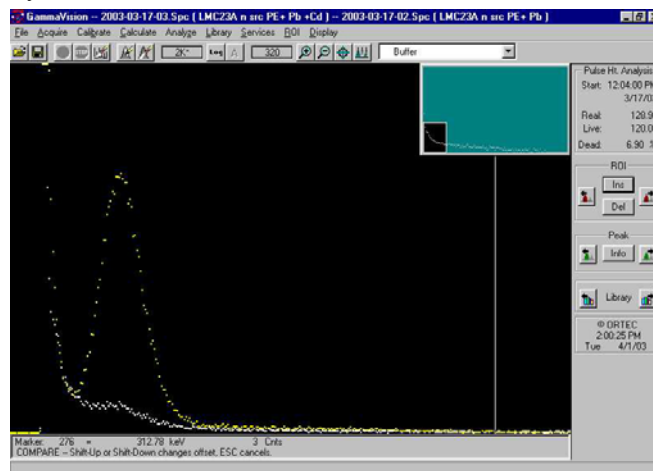 GammaVision -- 2003-03-17-03.Spc ( LMC23A n src PE+ Pb +Cd ) -- 2003-03-17-02.Spc ( LMC23A n src PE+ Pb )
File Acquire Calibrate Calculate Analyze Library Services ROI Display
2K* Log A 320 Buffer
Pulse Ht. Analysis
Start: 12:04:00 PM
3/17/03
Real: 128.9
Live: 120.0
Dead: 6.90 %
ROI
Ins
Del
Peak
Info
Library
© ORTEC
2:00:25 PM
Tue 4/1/03
Marker: 276 = 312.78 keV 3 Cnts
COMPARE -- Shift-Up or Shift-Down changes offset, ESC cancels.